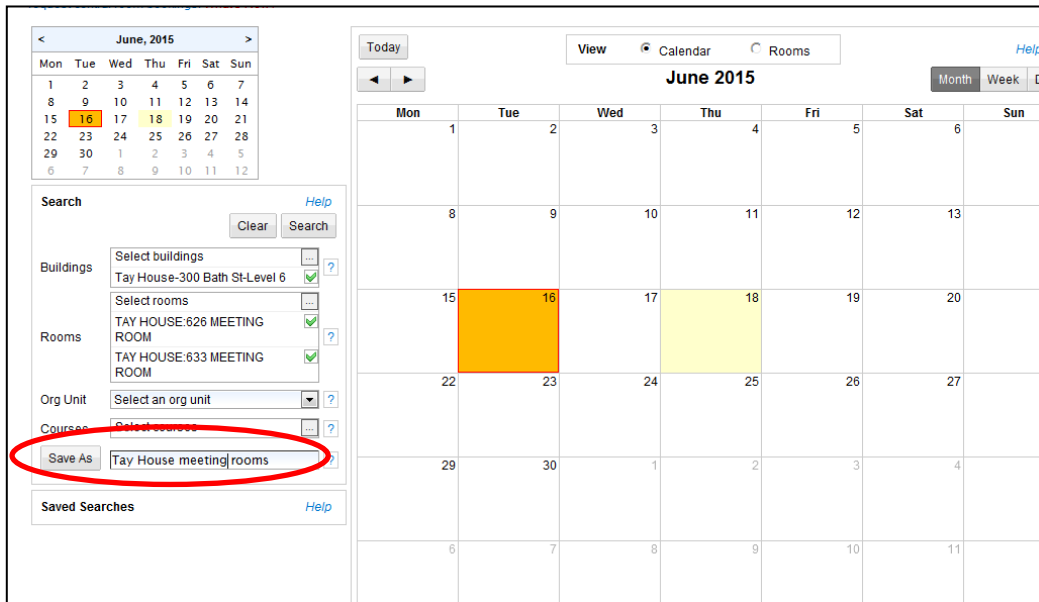 < June, 2015 >
Mon Tue Wed Thu Fri Sat Sun
1 2 3 4 5 6 7
8 9 10 11 12 13 14
15 16 17 18 19 20 21
22 23 24 25 26 27 28
29 30 1 2 3 4 5
6 7 8 9 10 11 12
Search Help
Clear Search
Buildings
Select buildings ...
Tay House-300 Bath St-Level 6
?
Rooms
Select rooms ...
TAY HOUSE:626 MEETING
ROOM
TAY HOUSE:633 MEETING
ROOM
?
Org Unit Select an org unit ?
Courses Select courses ... ?
Save As Tay House meeting rooms ?
Saved Searches Help
Today View Calendar Rooms Help
June 2015 Month Week D
Mon Tue Wed Thu Fri Sat Sun
1 2 3 4 5 6
8 9 10 11 12 13
15 16 17 18 19 20
22 23 24 25 26 27
29 30 1 2 3 4
6 7 8 9 10 11